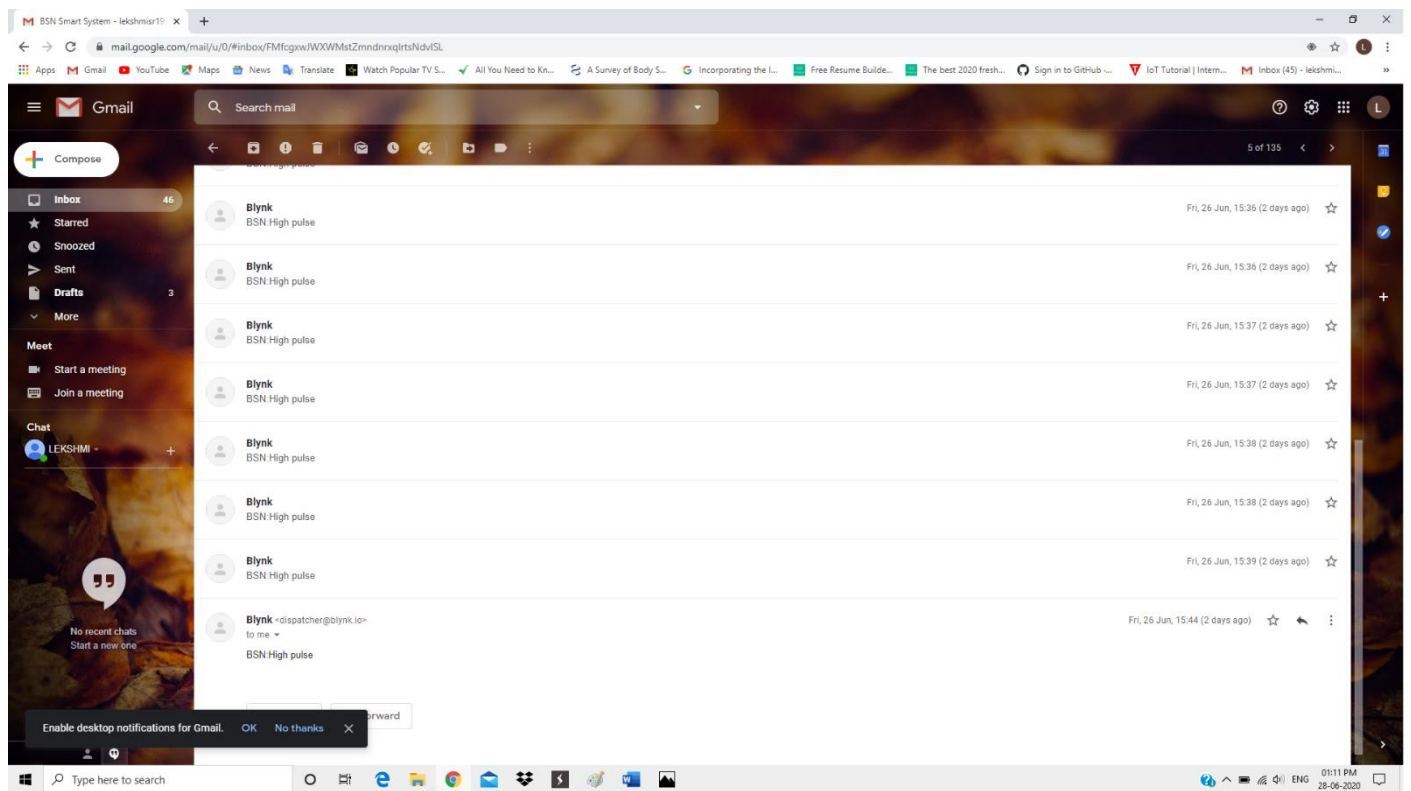 BSN Smart System - lekshmisr19
mail.google.com/mail/u/0/#inbox/FMfcgxwJWXWMstZmndnrxqlrtsNdvlSL
Apps Gmail YouTube Maps News Translate Watch Popular TV S... All You Need to Kn... A Survey of Body S... Incorporating the I... Free Resume Builde... The best 2020 fresh... Sign in to GitHub -... IoT Tutorial | Intern... Inbox (45) - lekshmi...
Gmail
Search mail
L
Compose
5 of 135
Inbox 46
Starred
Snoozed
Sent
Drafts 3
More
Meet
Start a meeting
Join a meeting
Chat
LEKSHMI
No recent chats
Start a new one
Blynk Fri, 26 Jun, 15:36 (2 days ago)
BSN:High pulse
Blynk Fri, 26 Jun, 15:36 (2 days ago)
BSN:High pulse
Blynk Fri, 26 Jun, 15:37 (2 days ago)
BSN:High pulse
Blynk Fri, 26 Jun, 15:37 (2 days ago)
BSN:High pulse
Blynk Fri, 26 Jun, 15:38 (2 days ago)
BSN:High pulse
Blynk Fri, 26 Jun, 15:38 (2 days ago)
BSN:High pulse
Blynk Fri, 26 Jun, 15:39 (2 days ago)
BSN:High pulse
Blynk <dispatcher@blynk.io> Fri, 26 Jun, 15:44 (2 days ago)
to me
BSN:High pulse
Enable desktop notifications for Gmail. OK No thanks
Type here to search
ENG
01:11 PM
28-06-2020